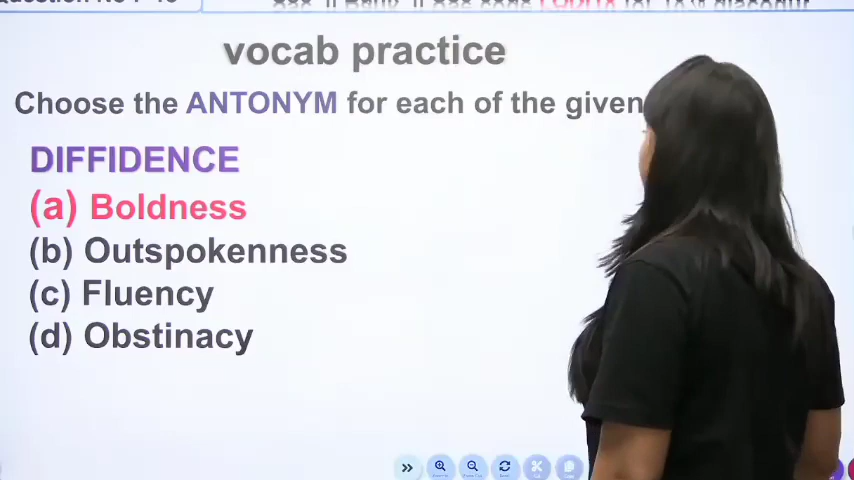 vocab practice
Choose the ANTONYM for each of the given
DIFFIDENCE
(a) Boldness
(b) Outspokenness
(c) Fluency
(d) Obstinacy